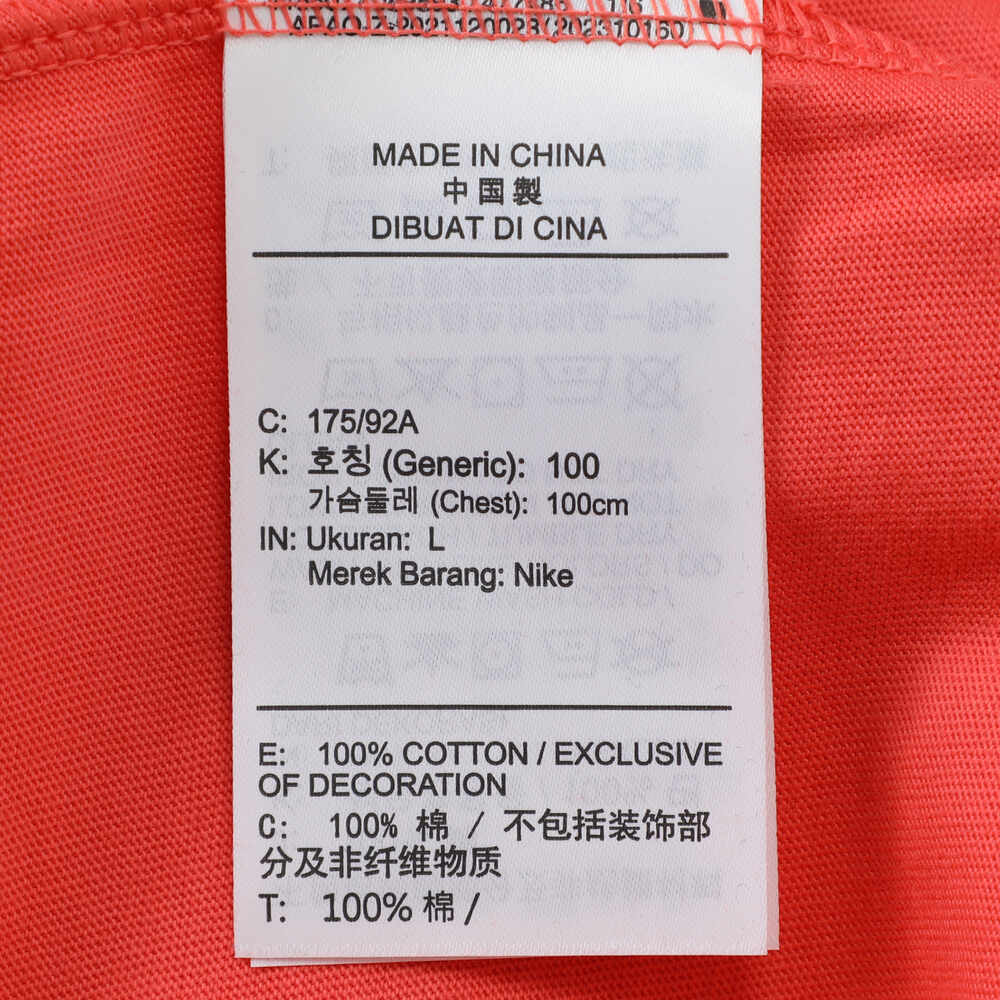 MADE IN CHINA
中国製
DIBUAT DI CINA
C: 175/92A
K: 호칭 (Generic): 100
가슴둘레 (Chest): 100cm
IN: Ukuran: L
Merek Barang: Nike
E: 100% COTTON / EXCLUSIVE
OF DECORATION
C: 100% 棉 / 不包括装饰部
分及非纤维物质
T: 100% 棉 /